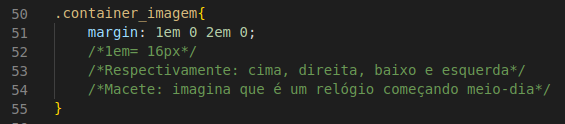 50 .container_imagem{
51 margin: 1em 0 2em 0;
52 /*1em= 16px*/
53 /*Respectivamente: cima, direita, baixo e esquerda*/
54 /*Macete: imagina que é um relógio começando meio-dia*/
55 }